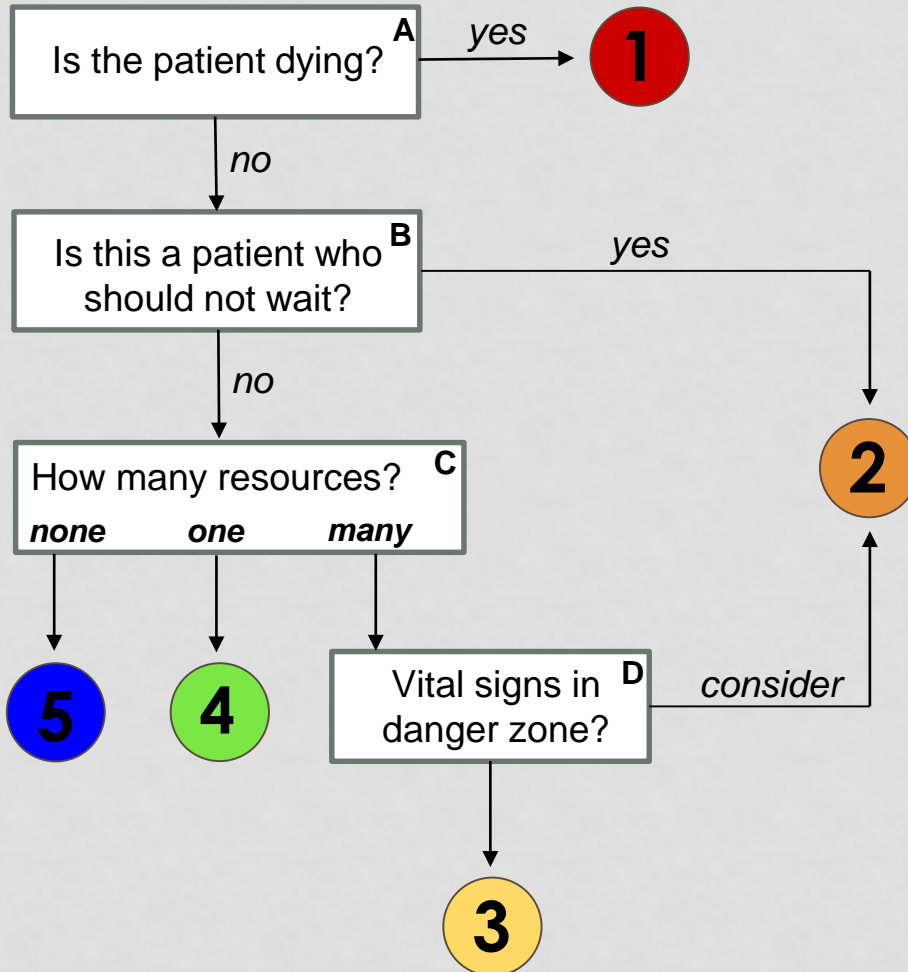 A
Is the patient dying?
yes
1
no
B
Is this a patient who
should not wait?
yes
no
2
C
How many resources?
none one many
5
4
D
Vital signs in
danger zone?
consider
3